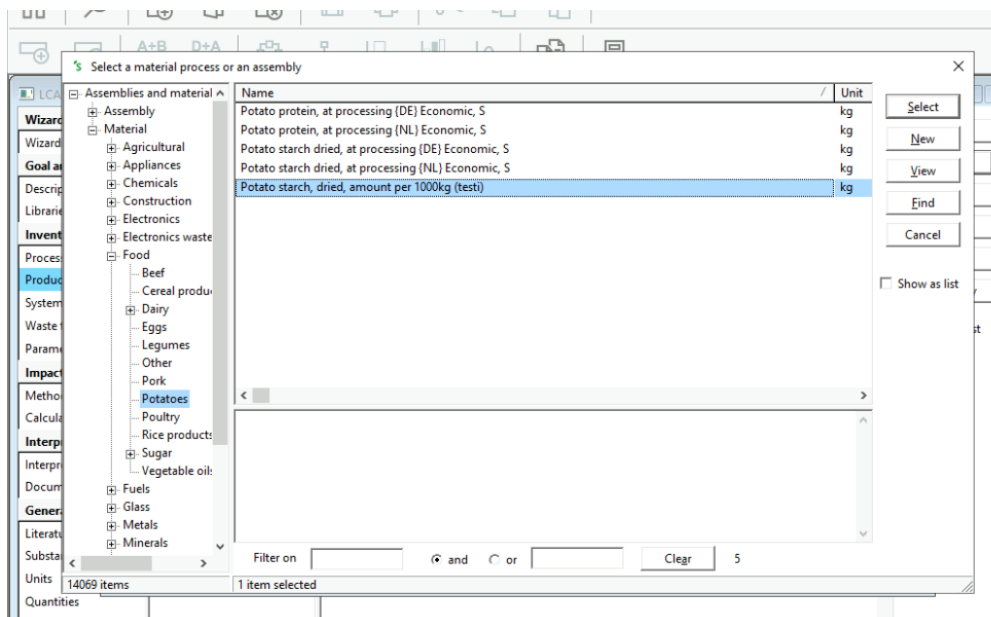 A+B D+A
Select a material process or an assembly
LCA
Wizard
Wizard
Goal a
Descrip
Librarie
Invent
Process
Produc
System
Waste
Parame
Impact
Metho
Calcula
Interp
Interpr
Docum
Genera
Literatu
Substa
Units
Quantities
Assemblies and material
Assembly
Material
Agricultural
Appliances
Chemicals
Construction
Electronics
Electronics waste
Food
Beef
Cereal produ
Dairy
Eggs
Legumes
Other
Pork
Potatoes
Poultry
Rice products
Sugar
Vegetable oils
Fuels
Glass
Metals
Minerals
14069 items
Name / Unit
Potato protein, at processing {DE} Economic, S kg
Potato protein, at processing {NL} Economic, S kg
Potato starch dried, at processing {DE} Economic, S kg
Potato starch dried, at processing {NL} Economic, S kg
Potato starch, dried, amount per 1000kg (testi) kg
Filter on and or Clear 5
1 item selected
Select
New
View
Find
Cancel
Show as list
st